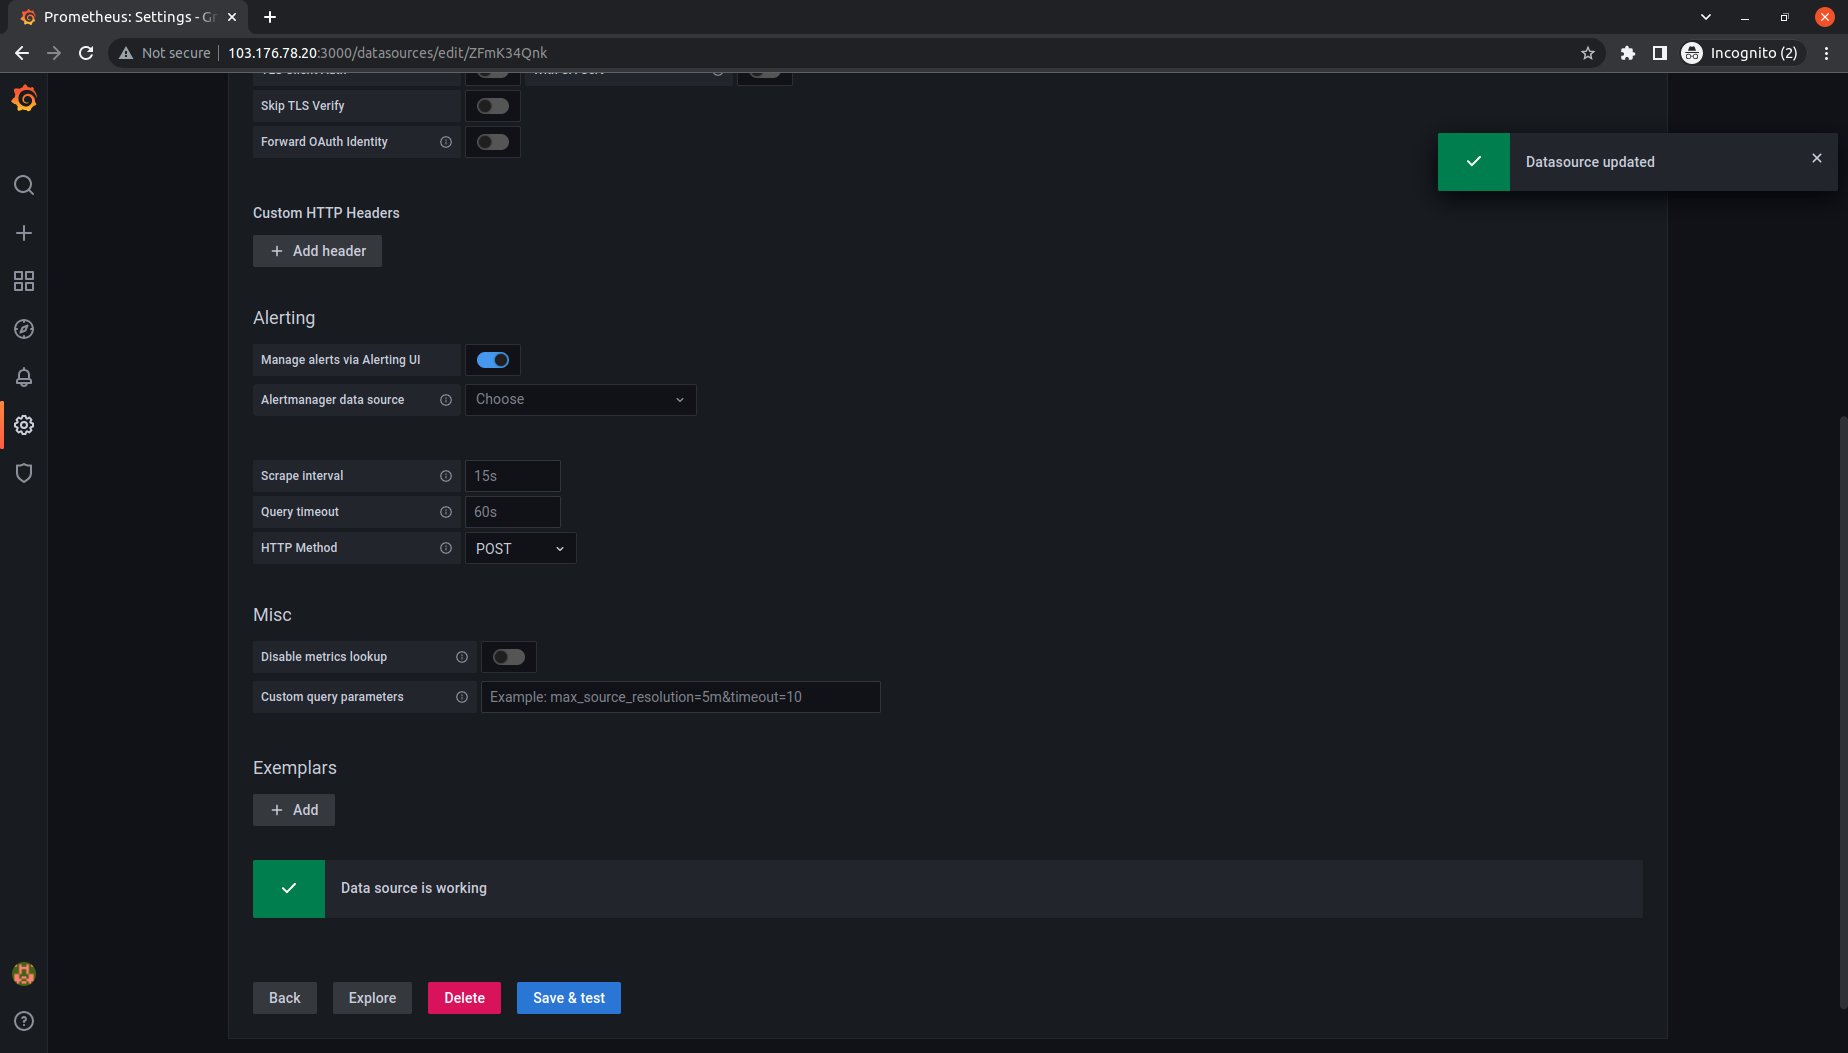 Prometheus: Settings - Gr
Not secure
103.176.78.20:3000/datasources/edit/ZFmK34Qnk
Incognito (2)
Skip TLS Verify
Forward OAuth Identity
Datasource updated
Custom HTTP Headers
Add header
Alerting
Manage alerts via Alerting UI
Alertmanager data source
Choose
Scrape interval
15s
Query timeout
60s
HTTP Method
POST
Misc
Disable metrics lookup
Custom query parameters
Example: max_source_resolution=5m&timeout=10
Exemplars
Add
Data source is working
Back
Explore
Delete
Save & test